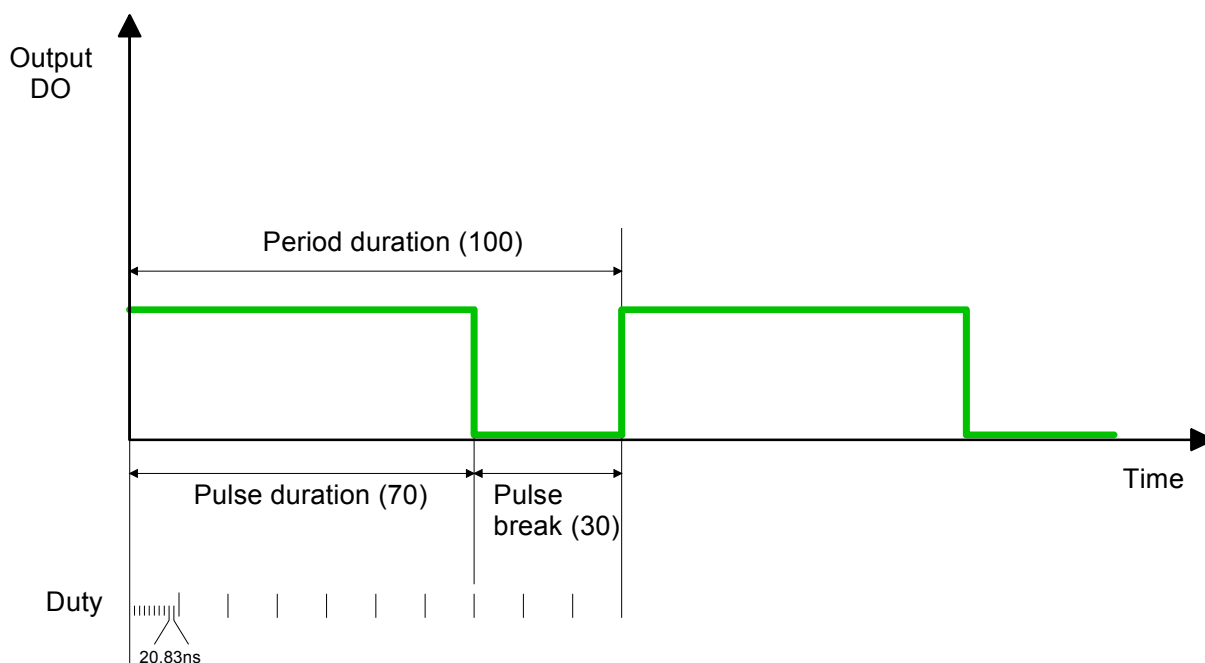 Output
DO
Period duration (100)
Time
Pulse duration (70)
Pulse
break (30)
Duty
20.83ns